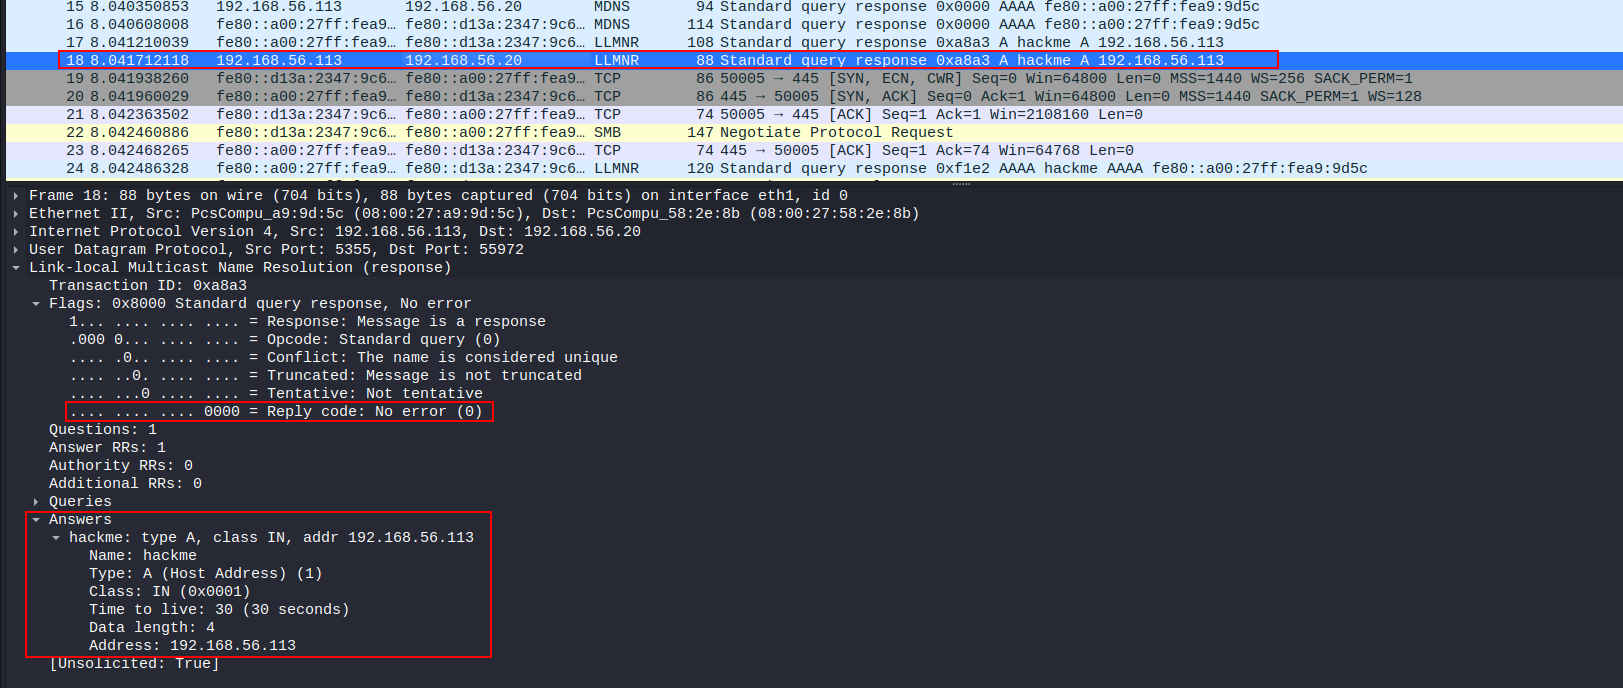 15 8.040350853 192.168.56.113 192.168.56.20 MDNS 94 Standard query response 0x0000 AAAA fe80::a00:27ff:fea9:9d5c
16 8.040608008 fe80::a00:27ff:fea9… fe80::d13a:2347:9c6… MDNS 114 Standard query response 0x0000 AAAA fe80::a00:27ff:fea9:9d5c
17 8.041210039 fe80::a00:27ff:fea9… fe80::d13a:2347:9c6… LLMNR 108 Standard query response 0xa8a3 A hackme A 192.168.56.113
18 8.041712118 192.168.56.113 192.168.56.20 LLMNR 88 Standard query response 0xa8a3 A hackme A 192.168.56.113
19 8.041938260 fe80::d13a:2347:9c6… fe80::a00:27ff:fea9… TCP 86 50005 → 445 [SYN, ECN, CWR] Seq=0 Win=64800 Len=0 MSS=1440 WS=256 SACK_PERM=1
20 8.041960029 fe80::a00:27ff:fea9… fe80::d13a:2347:9c6… TCP 86 445 → 50005 [SYN, ACK] Seq=0 Ack=1 Win=64800 Len=0 MSS=1440 SACK_PERM=1 WS=128
21 8.042363502 fe80::d13a:2347:9c6… fe80::a00:27ff:fea9… TCP 74 50005 → 445 [ACK] Seq=1 Ack=1 Win=2108160 Len=0
22 8.042460886 fe80::d13a:2347:9c6… fe80::a00:27ff:fea9… SMB 147 Negotiate Protocol Request
23 8.042468265 fe80::a00:27ff:fea9… fe80::d13a:2347:9c6… TCP 74 445 → 50005 [ACK] Seq=1 Ack=74 Win=64768 Len=0
24 8.042486328 fe80::a00:27ff:fea9… fe80::d13a:2347:9c6… LLMNR 120 Standard query response 0xf1e2 AAAA hackme AAAA fe80::a00:27ff:fea9:9d5c
Frame 18: 88 bytes on wire (704 bits), 88 bytes captured (704 bits) on interface eth1, id 0
Ethernet II, Src: PcsCompu_a9:9d:5c (08:00:27:a9:9d:5c), Dst: PcsCompu_58:2e:8b (08:00:27:58:2e:8b)
Internet Protocol Version 4, Src: 192.168.56.113, Dst: 192.168.56.20
User Datagram Protocol, Src Port: 5355, Dst Port: 55972
Link-local Multicast Name Resolution (response)
Transaction ID: 0xa8a3
Flags: 0x8000 Standard query response, No error
1... .... .... .... = Response: Message is a response
.000 0... .... .... = Opcode: Standard query (0)
.... .0.. .... .... = Conflict: The name is considered unique
.... ..0. .... .... = Truncated: Message is not truncated
.... ...0 .... .... = Tentative: Not tentative
.... .... .... 0000 = Reply code: No error (0)
Questions: 1
Answer RRs: 1
Authority RRs: 0
Additional RRs: 0
Queries
Answers
hackme: type A, class IN, addr 192.168.56.113
Name: hackme
Type: A (Host Address) (1)
Class: IN (0x0001)
Time to live: 30 (30 seconds)
Data length: 4
Address: 192.168.56.113
[Unsolicited: True]